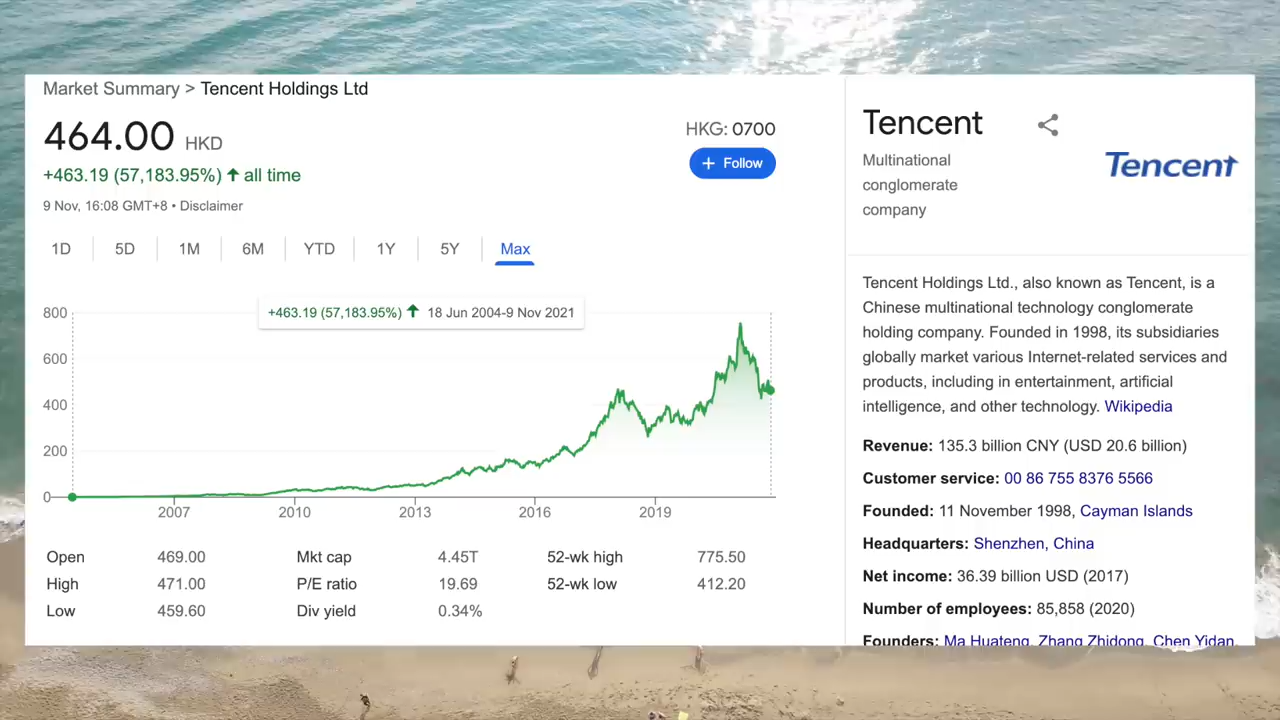 Market Summary > Tencent Holdings Ltd
464.00 HKD
HKG: 0700
+463.19 (57,183.95%) ↑ all time
+ Follow
9 Nov, 16:08 GMT+8 • Disclaimer
1D 5D 1M 6M YTD 1Y 5Y Max
+463.19 (57,183.95%) ↑ 18 Jun 2004-9 Nov 2021
800
600
400
200
0
2007 2010 2013 2016 2019
Open 469.00 Mkt cap 4.45T 52-wk high 775.50
High 471.00 P/E ratio 19.69 52-wk low 412.20
Low 459.60 Div yield 0.34%
Tencent
Multinational
conglomerate
company
Tencent
Tencent Holdings Ltd., also known as Tencent, is a
Chinese multinational technology conglomerate
holding company. Founded in 1998, its subsidiaries
globally market various Internet-related services and
products, including in entertainment, artificial
intelligence, and other technology. Wikipedia
Revenue: 135.3 billion CNY (USD 20.6 billion)
Customer service: 00 86 755 8376 5566
Founded: 11 November 1998, Cayman Islands
Headquarters: Shenzhen, China
Net income: 36.39 billion USD (2017)
Number of employees: 85,858 (2020)
Founders: Ma Huateng, Zhang Zhidong, Chen Yidan,